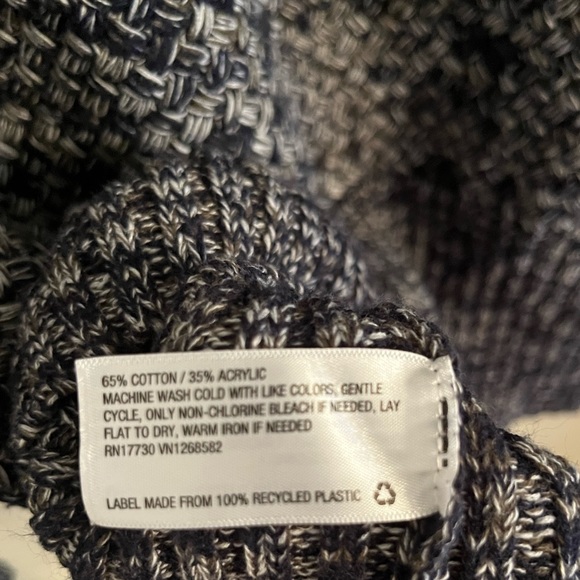 65% COTTON / 35% ACRYLIC
MACHINE WASH COLD WITH LIKE COLORS, GENTLE
CYCLE, ONLY NON-CHLORINE BLEACH IF NEEDED, LAY
FLAT TO DRY, WARM IRON IF NEEDED
RN17730 VN1268582
LABEL MADE FROM 100% RECYCLED PLASTIC